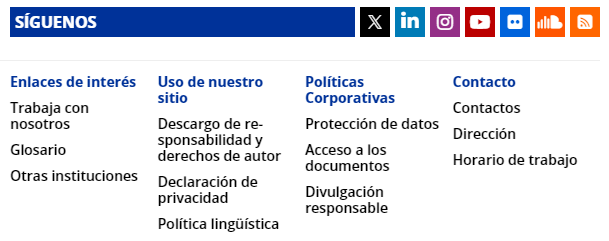 SÍGUENOS
Enlaces de interés
Trabaja con
nosotros
Glosario
Otras instituciones
Uso de nuestro
sitio
Descargo de re-
sponsabilidad y
derechos de autor
Declaración de
privacidad
Política lingüística
Políticas
Corporativas
Protección de datos
Acceso a los
documentos
Divulgación
responsable
Contacto
Contactos
Dirección
Horario de trabajo